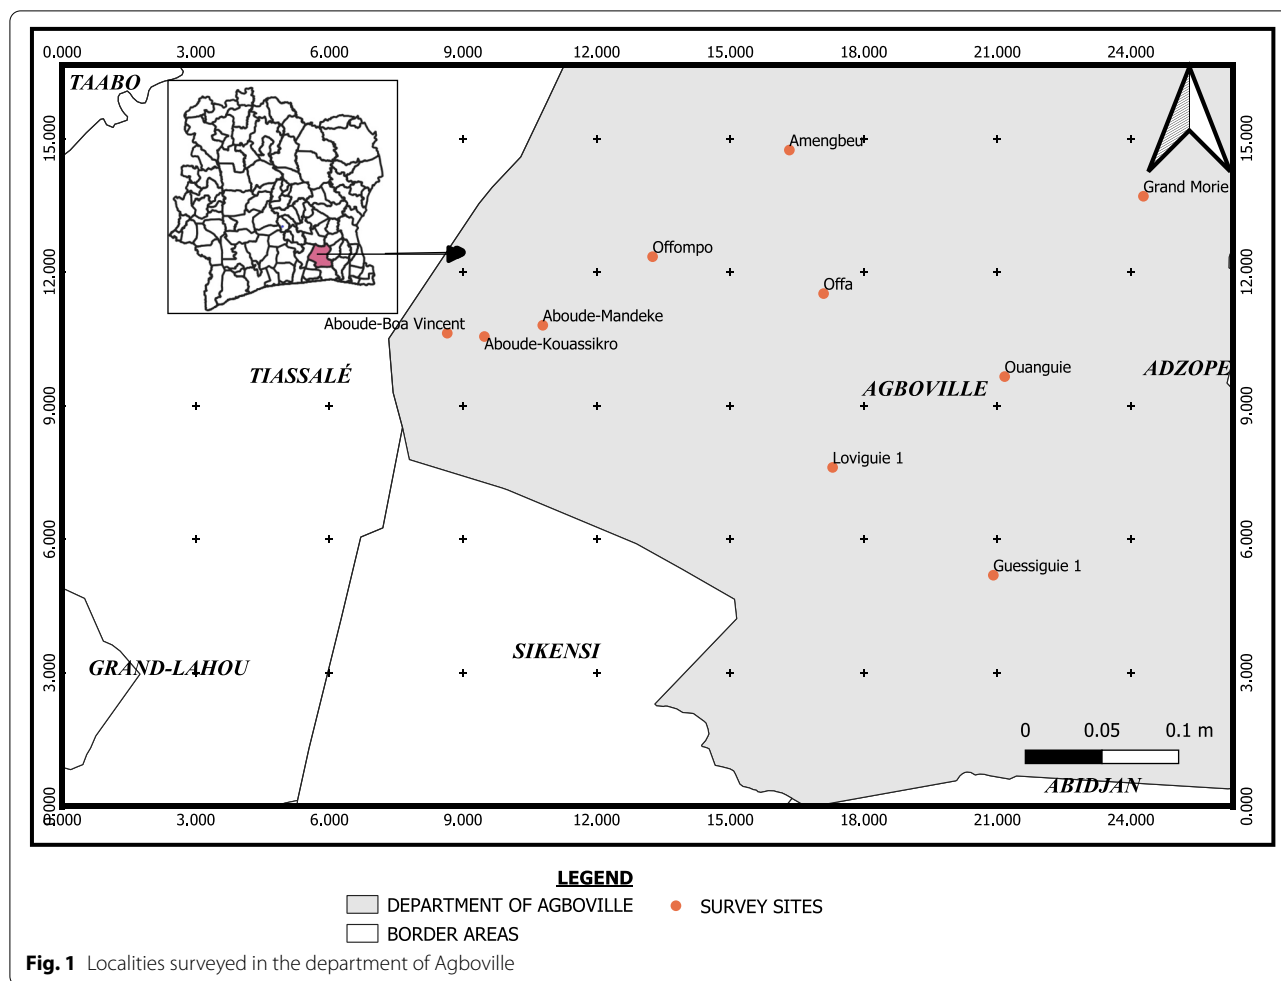 0.000 3.000 6.000 9.000 12.000 15.000 18.000 21.000 24.000
TAABO
15.000
15.000
Amengbeu
Grand Morie
Offompo
12.000
12.000
Offa
Aboude-Boa Vincent
Aboude-Mandeke
Aboude-Kouassikro
TIASSALÉ
Ouanguie
ADZOPE
AGBOVILLE
9.000
9.000
Loviguie 1
6.000
6.000
Guessiguie 1
SIKENSI
GRAND-LAHOU
3.000
3.000
0 0.05 0.1 m
ABIDJAN
0.000
0.000
0.000 3.000 6.000 9.000 12.000 15.000 18.000 21.000 24.000
LEGEND
DEPARTMENT OF AGBOVILLE SURVEY SITES
BORDER AREAS
Fig. 1 Localities surveyed in the department of Agboville